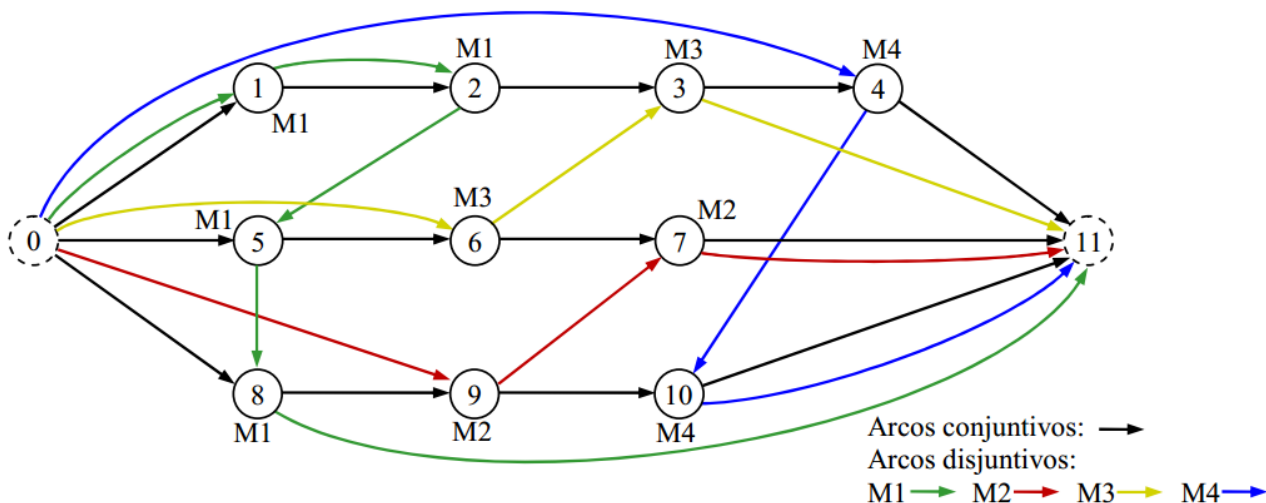 M1 M3 M4
1 2 3 4
M1
M1 M3 M2
0 5 6 7 11
8 9 10
M1 M2 M4
Arcos conjuntivos:
Arcos disjuntivos:
M1 M2 M3 M4